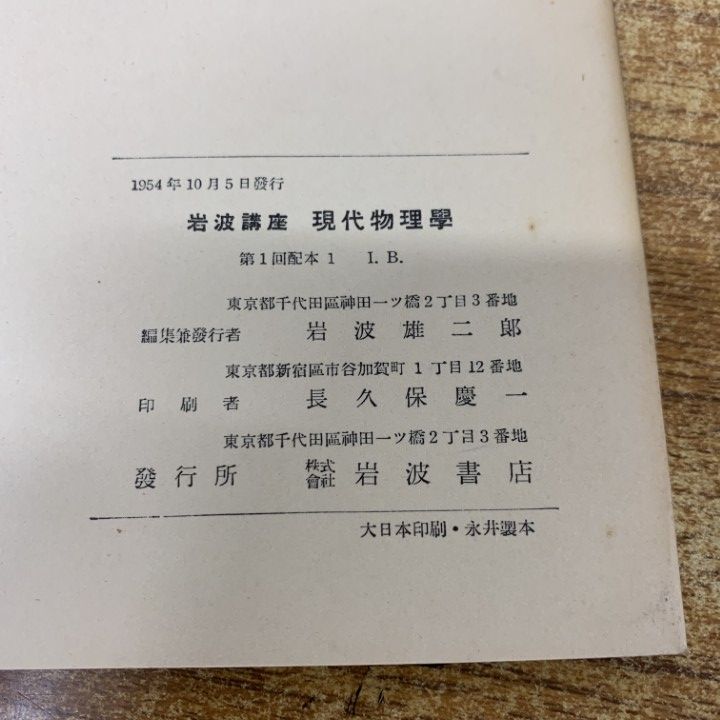 1954年10月5日發行
岩波講座 現代物理學
第1回配本1 I. B.
東京都千代田區神田一ツ橋2丁目3番地
編集兼發行者 岩波雄二郎
東京都新宿區市谷加賀町1丁目12番地
印刷者 長久保慶一
東京都千代田區神田一ツ橋2丁目3番地
發行所 株式會社 岩波書店
大日本印刷・永井製本